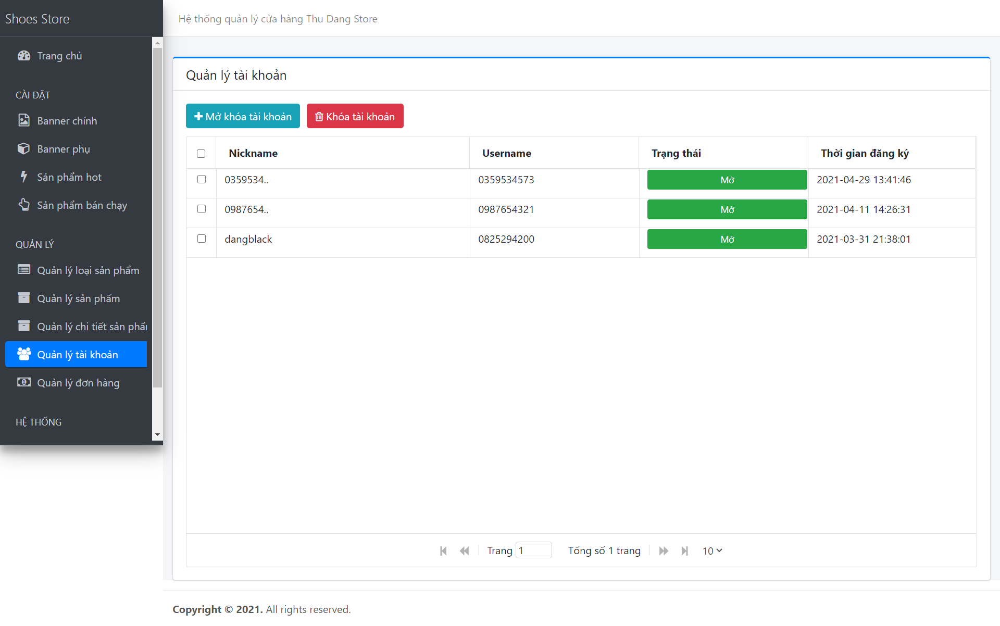 Shoes Store
Hệ thống quản lý cửa hàng Thu Dang Store
Trang chủ
CÀI ĐẶT
Banner chính
Banner phụ
Sản phẩm hot
Sản phẩm bán chạy
QUẢN LÝ
Quản lý loại sản phẩm
Quản lý sản phẩm
Quản lý chi tiết sản phẩ
Quản lý tài khoản
Quản lý đơn hàng
HỆ THỐNG
Quản lý tài khoản
Mở khóa tài khoản Khóa tài khoản
Nickname Username Trạng thái Thời gian đăng ký
0359534.. 0359534573 Mở 2021-04-29 13:41:46
0987654.. 0987654321 Mở 2021-04-11 14:26:31
dangblack 0825294200 Mở 2021-03-31 21:38:01
Trang 1 Tổng số 1 trang 10
Copyright © 2021. All rights reserved.